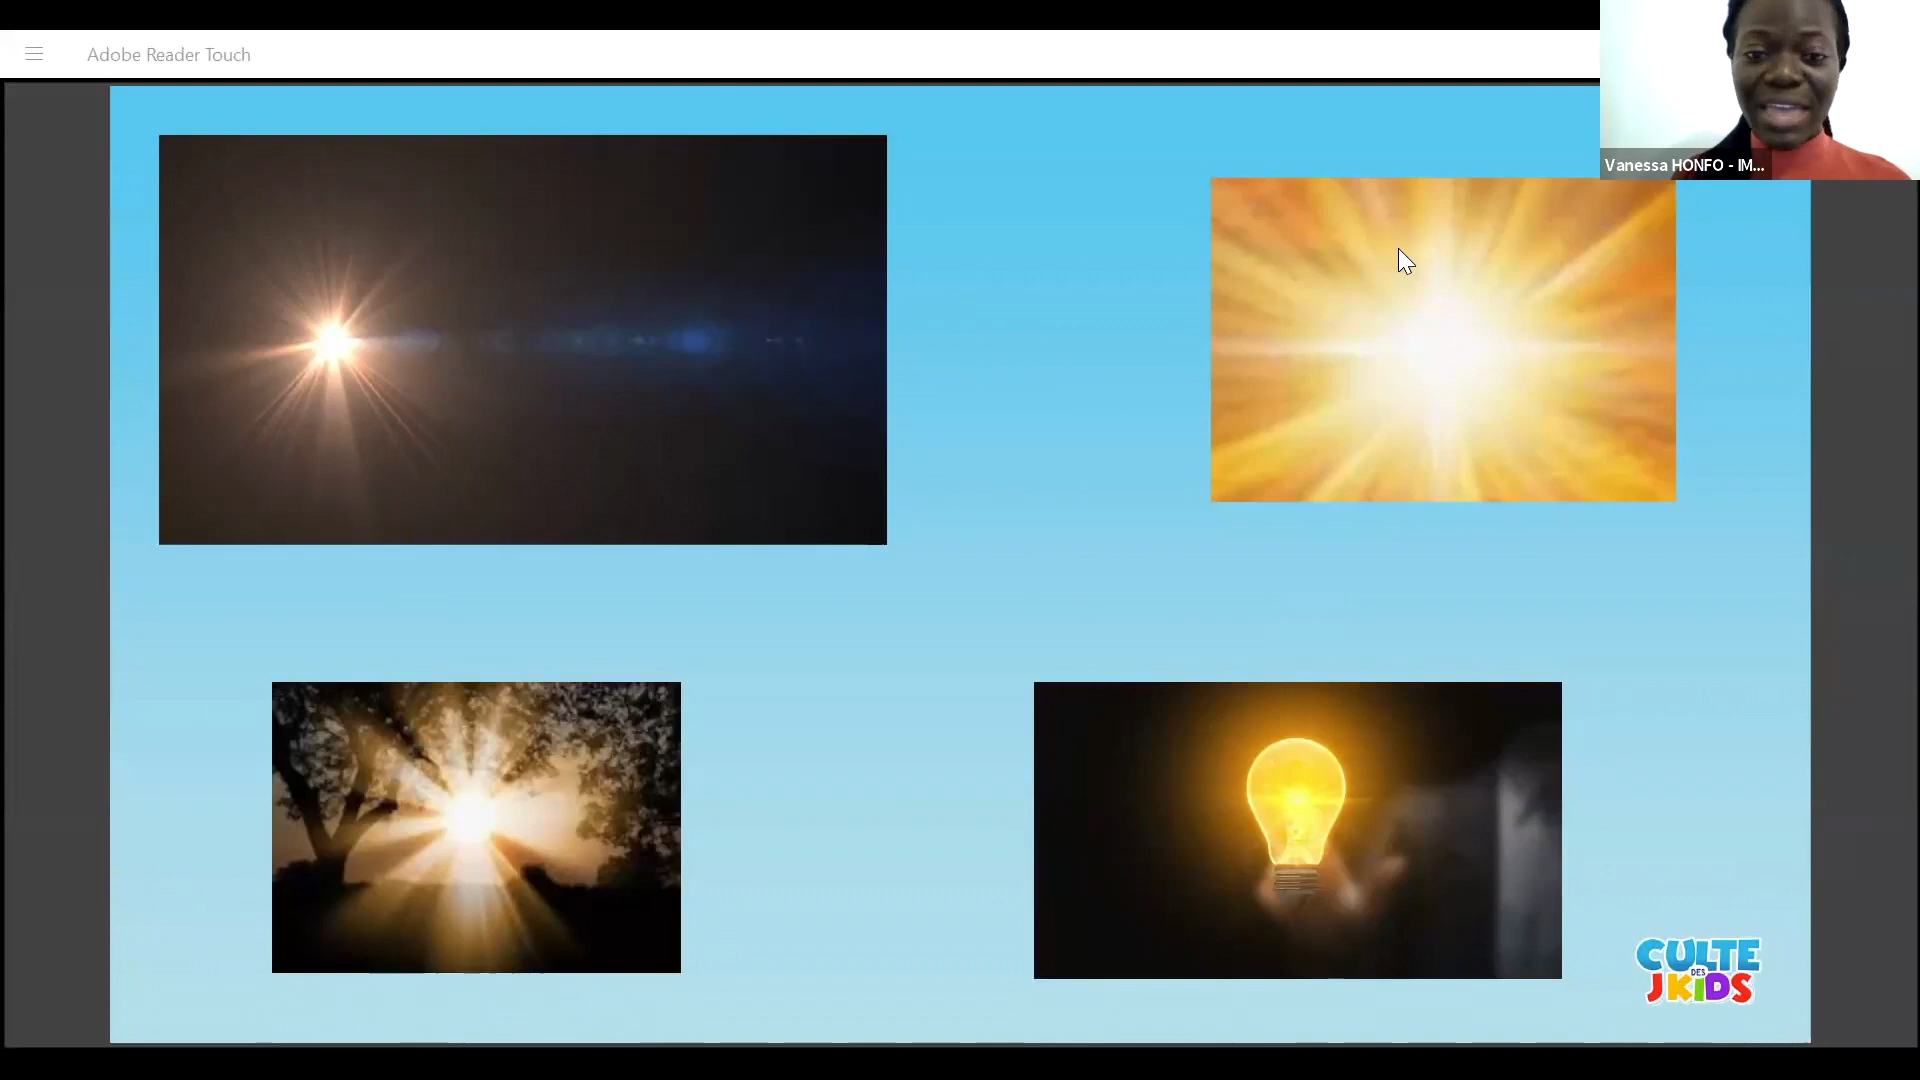 Adobe Reader Touch
Vanessa HONFO - IM...
CULTE
DES
JKIDS